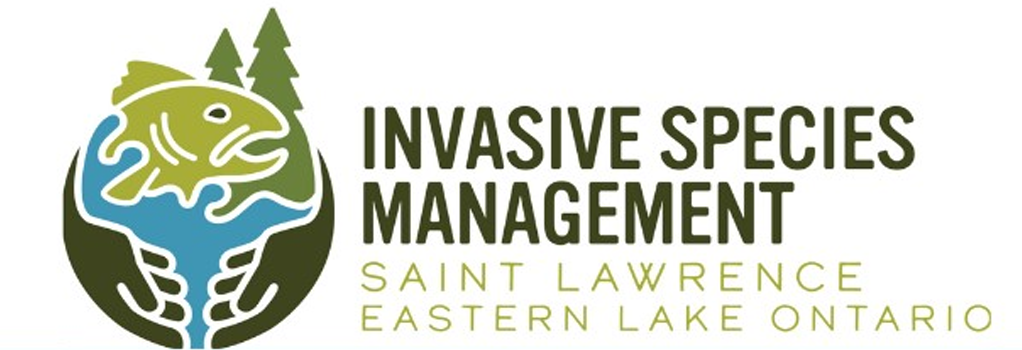 INVASIVE SPECIES
MANAGEMENT
SAINT LAWRENCE
EASTERN LAKE ONTARIO